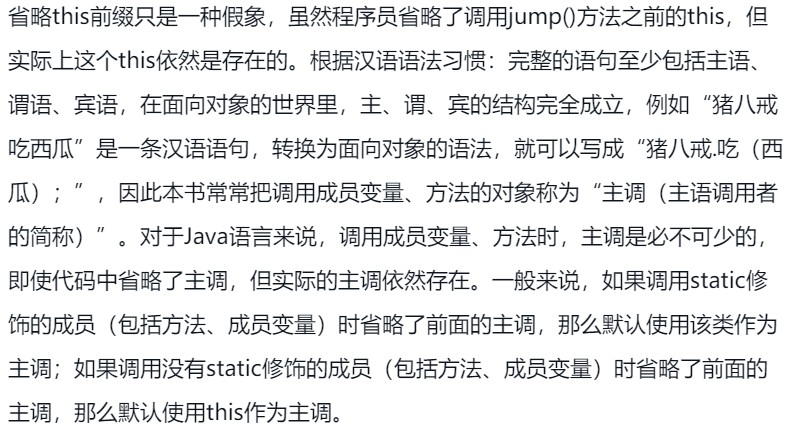 省略this前缀只是一种假象，虽然程序员省略了调用jump()方法之前的this，但
实际上这个this依然是存在的。根据汉语语法习惯：完整的语句至少包括主语、
谓语、宾语，在面向对象的世界里，主、谓、宾的结构完全成立，例如“猪八戒
吃西瓜”是一条汉语语句，转换为面向对象的语法，就可以写成“猪八戒.吃（西
瓜）；”，因此本书常常把调用成员变量、方法的对象称为“主调（主语调用者
的简称）”。对于Java语言来说，调用成员变量、方法时，主调是必不可少的，
即使代码中省略了主调，但实际的主调依然存在。一般来说，如果调用static修
饰的成员（包括方法、成员变量）时省略了前面的主调，那么默认使用该类作为
主调；如果调用没有static修饰的成员（包括方法、成员变量）时省略了前面的
主调，那么默认使用this作为主调。